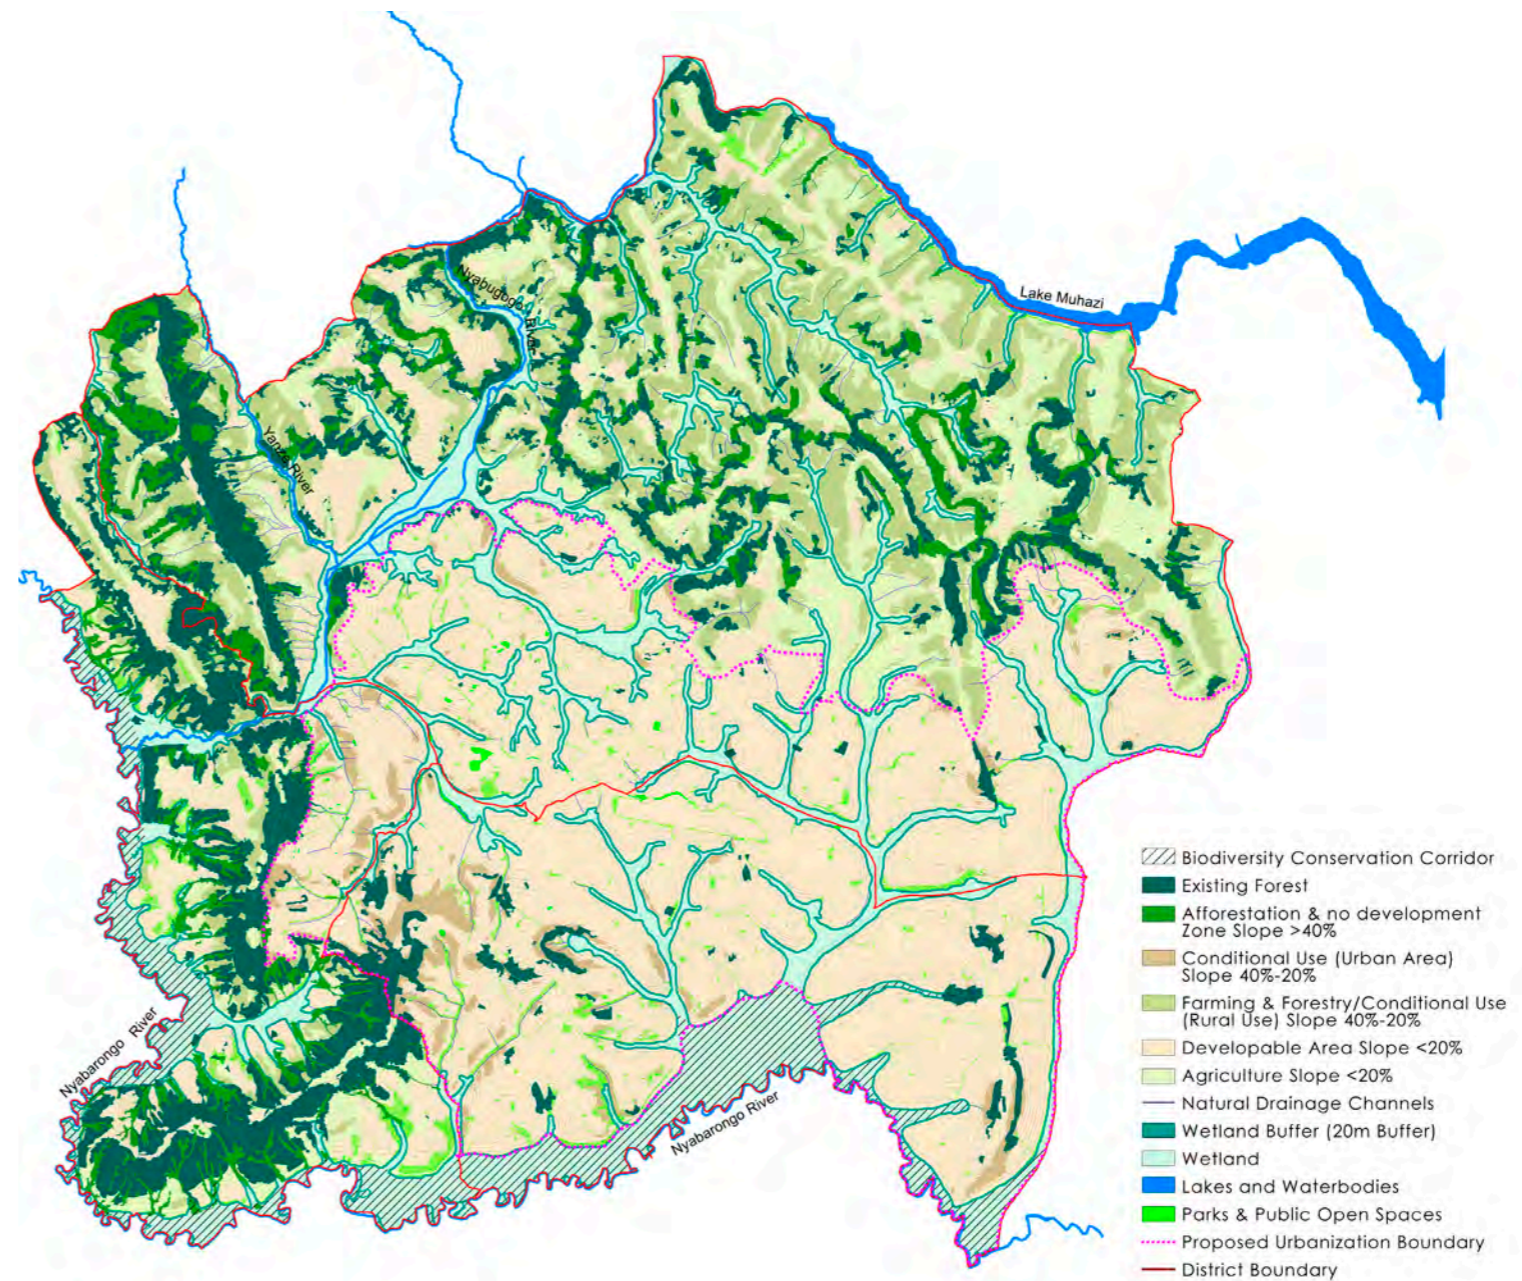 Nyabugogo River
Lake Muhazi
Yanze River
Nyabarongo River
Nyabarongo River
Biodiversity Conservation Corridor
Existing Forest
Afforestation & no development
Zone Slope >40%
Conditional Use (Urban Area)
Slope 40%-20%
Farming & Forestry/Conditional Use
(Rural Use) Slope 40%-20%
Developable Area Slope <20%
Agriculture Slope <20%
Natural Drainage Channels
Wetland Buffer (20m Buffer)
Wetland
Lakes and Waterbodies
Parks & Public Open Spaces
Proposed Urbanization Boundary
District Boundary